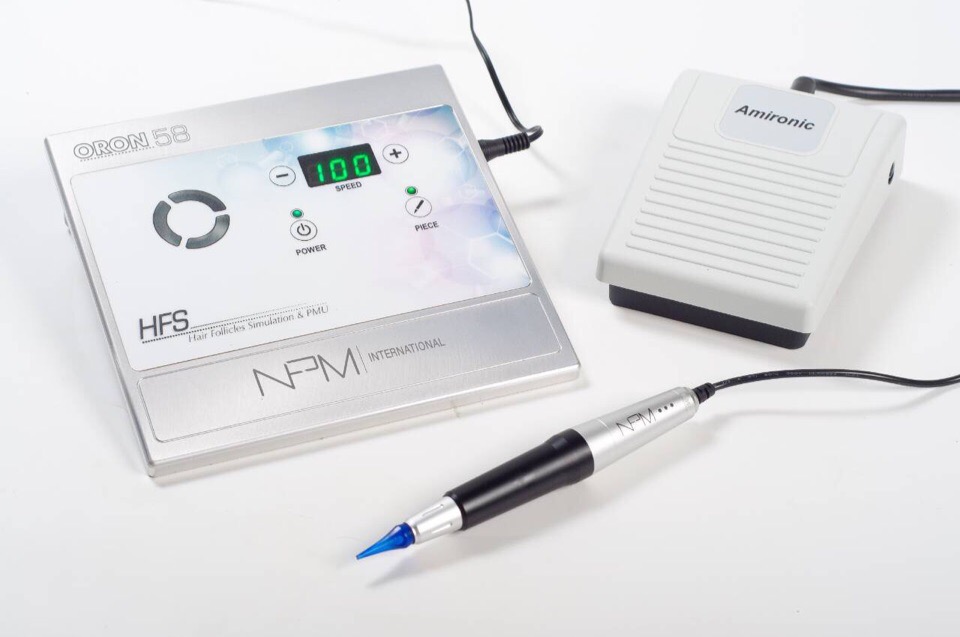 ORON 58
100
SPEED
POWER
PIECE
HFS
Hair Follicles Simulation & PMU
NPM INTERNATIONAL
Amironic
NPM